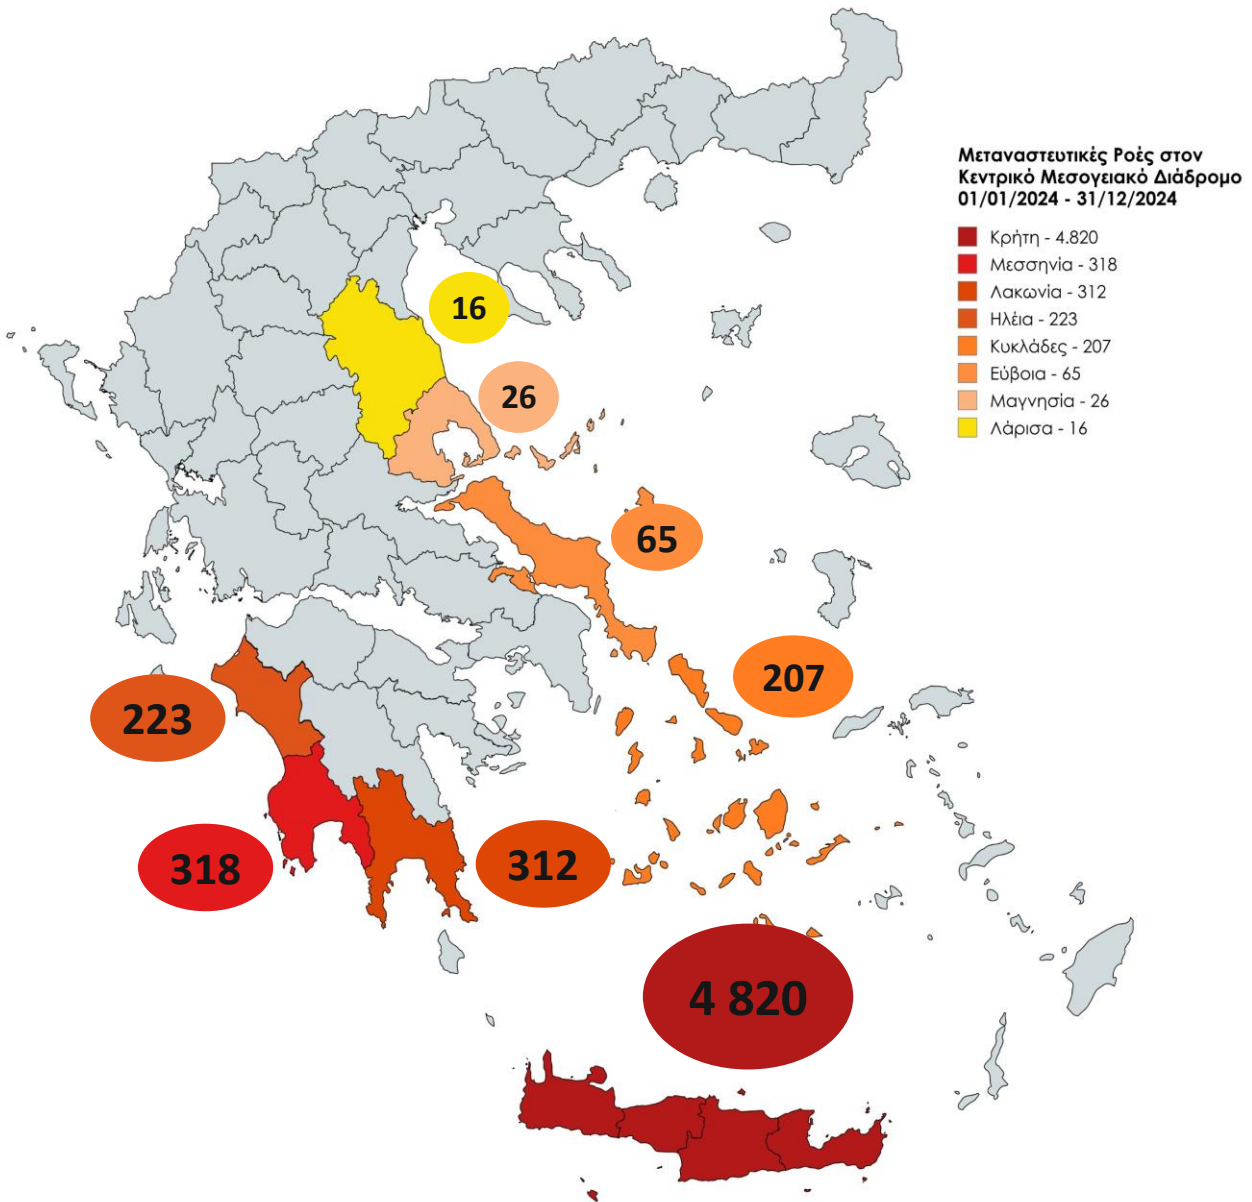 Μεταναστευτικές Ροές στον
Κεντρικό Μεσογειακό Διάδρομο
01/01/2024 - 31/12/2024
Κρήτη - 4.820
Μεσσηνία - 318
Λακωνία - 312
Ηλέια - 223
Κυκλάδες - 207
Εύβοια - 65
Μαγνησία - 26
Λάρισα - 16
16
26
65
207
223
318
312
4 820